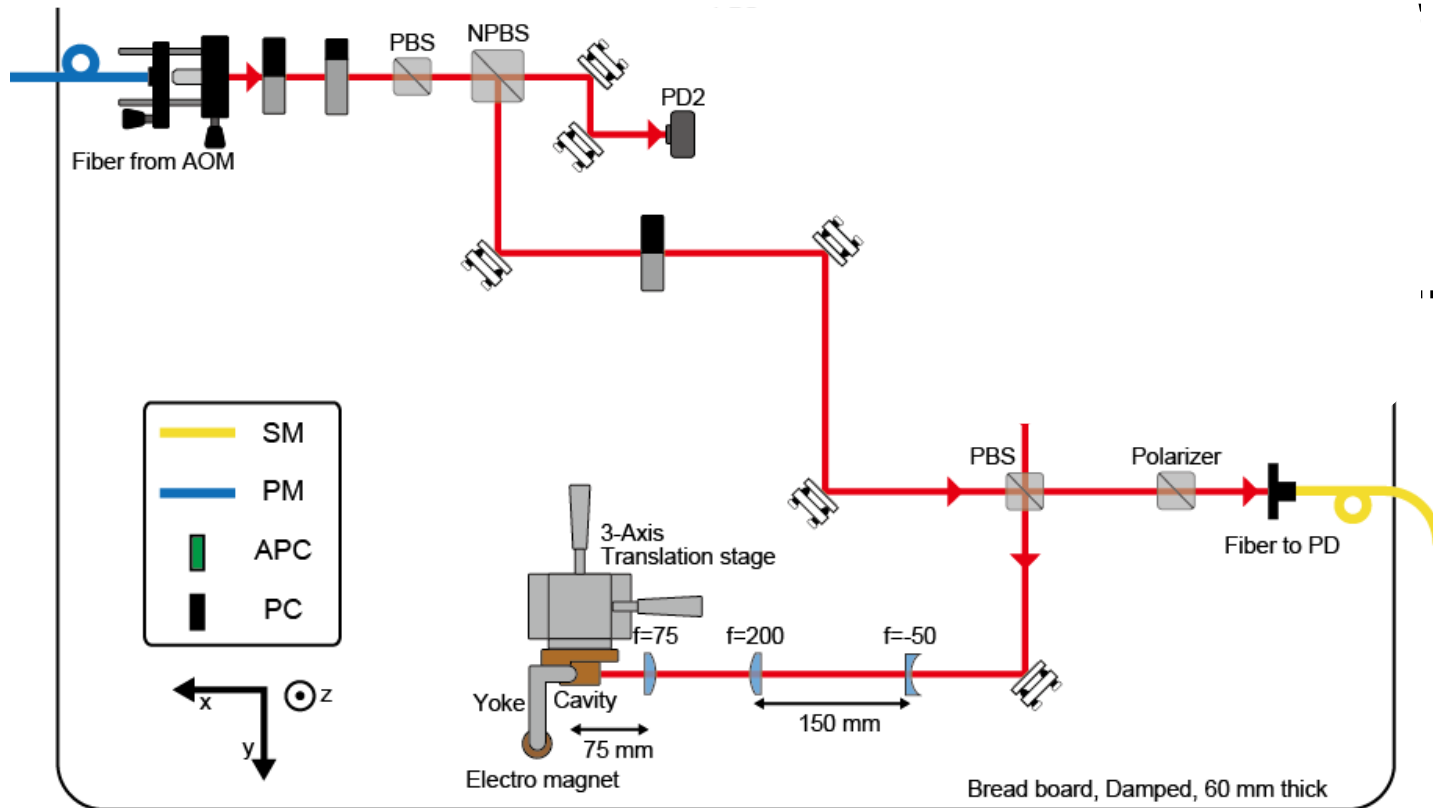 PBS
NPBS
PD2
Fiber from AOM
SM
PM
APC
PC
PBS
Polarizer
Fiber to PD
3-Axis
Translation stage
f=75
f=200
f=-50
x
z
y
Yoke
Cavity
75 mm
150 mm
Electro magnet
Bread board, Damped, 60 mm thick